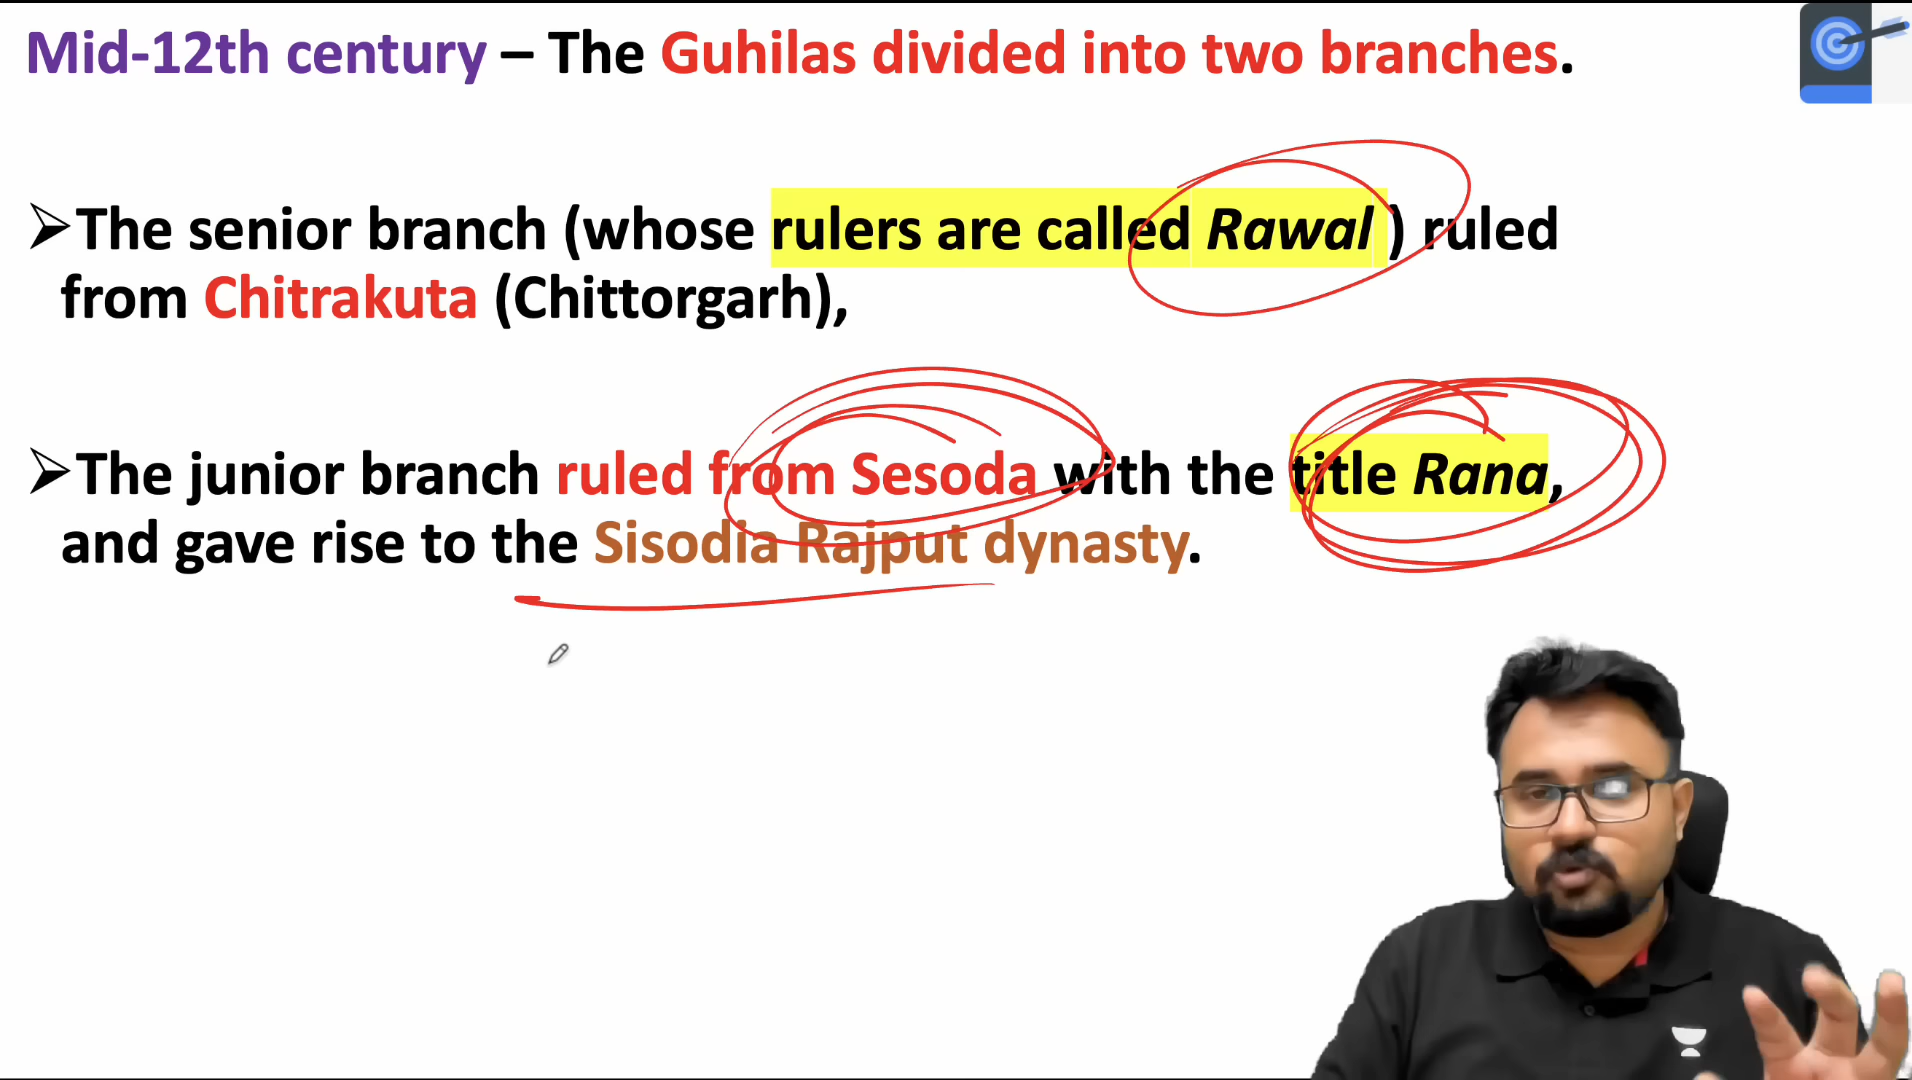 Mid-12th century – The Guhilas divided into two branches.
➢The senior branch (whose rulers are called Rawal ) ruled
from Chitrakuta (Chittorgarh),
➢The junior branch ruled from Sesoda with the title Rana,
and gave rise to the Sisodia Rajput dynasty.